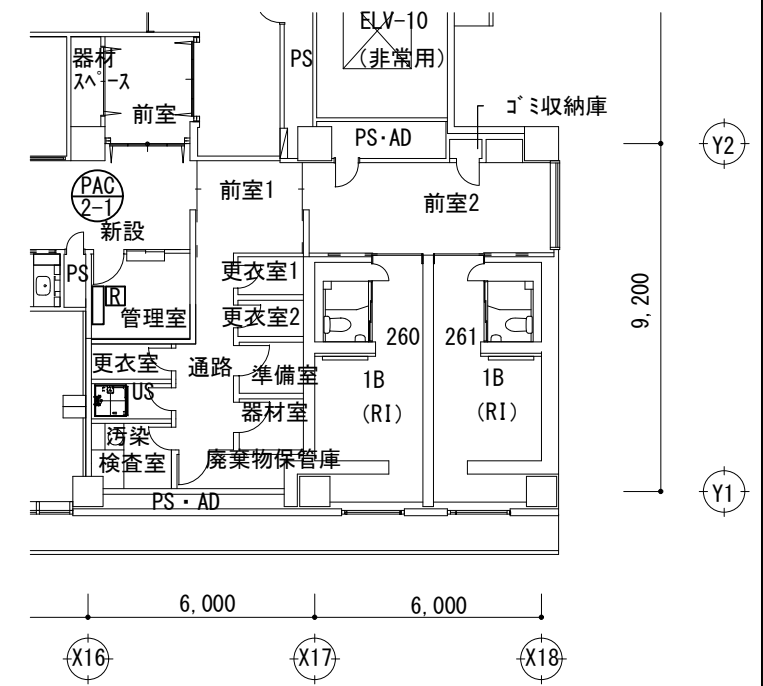 ELV-10
(非常用)
PS
器材
スペース
前室
ゴミ収納庫
PS・AD
Y2
PAC
2-1
新設
前室1
前室2
PS
更衣室1
R
管理室
更衣室2
9,200
260
261
更衣室
通路
準備室
1B
(RI)
1B
(RI)
US
器材室
汚染
検査室
廃棄物保管庫
PS・AD
Y1
6,000
6,000
X16
X17
X18